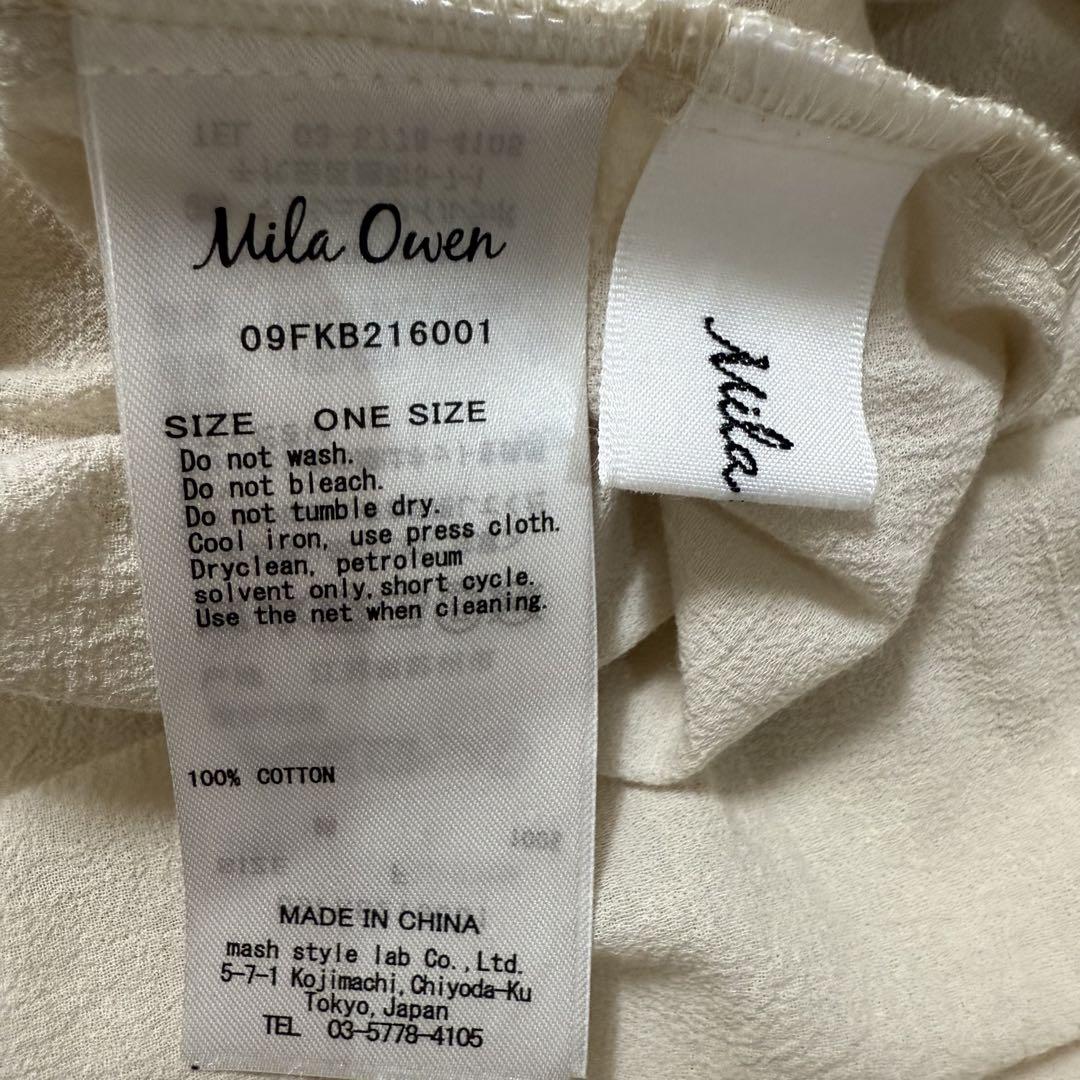 Mila Owen
09FKB216001
SIZE ONE SIZE
Do not wash.
Do not bleach.
Do not tumble dry.
Cool iron, use press cloth.
Dryclean, petroleum
solvent only, short cycle.
Use the net when cleaning.
100% COTTON
MADE IN CHINA
mash style lab Co.,Ltd.
5-7-1 Kojimachi, Chiyoda-Ku
Tokyo, Japan
TEL 03-5778-4105
Mila